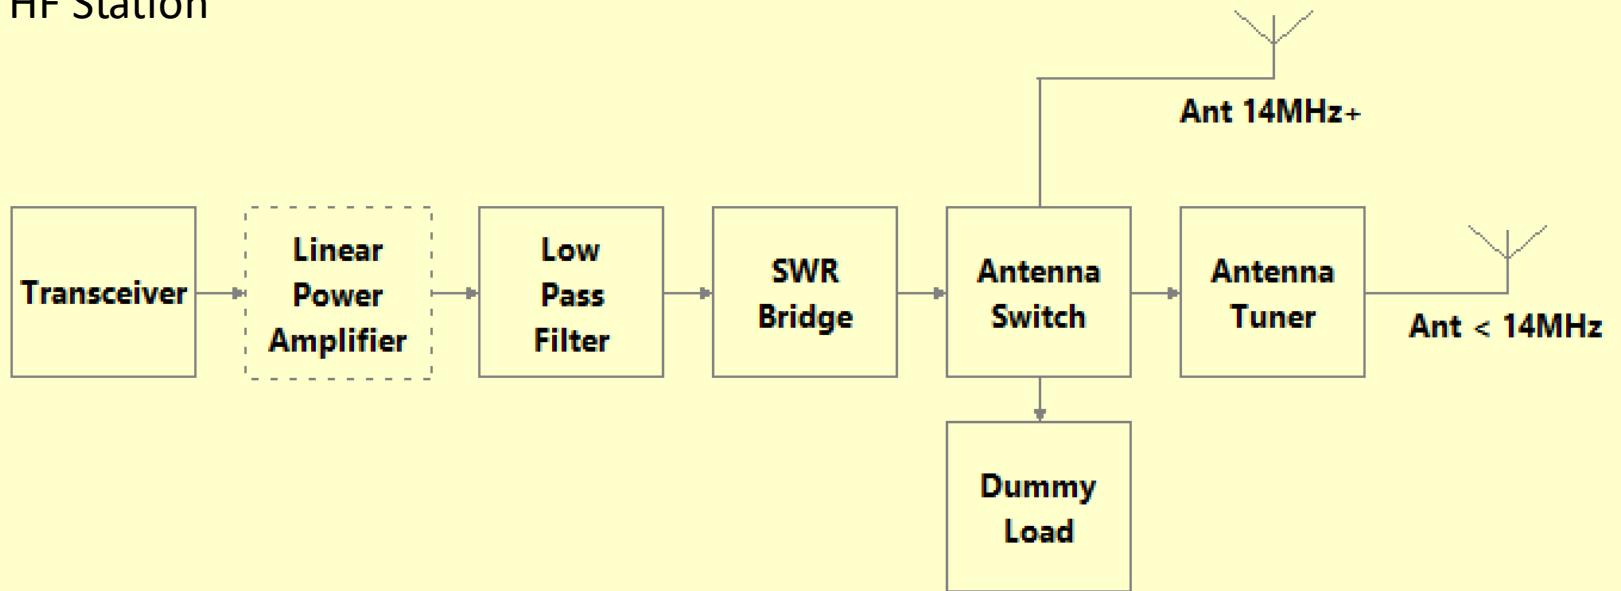 HF Station
Ant 14MHz+
Transceiver
Linear
Power
Amplifier
Low
Pass
Filter
SWR
Bridge
Antenna
Switch
Antenna
Tuner
Ant < 14MHz
Dummy
Load